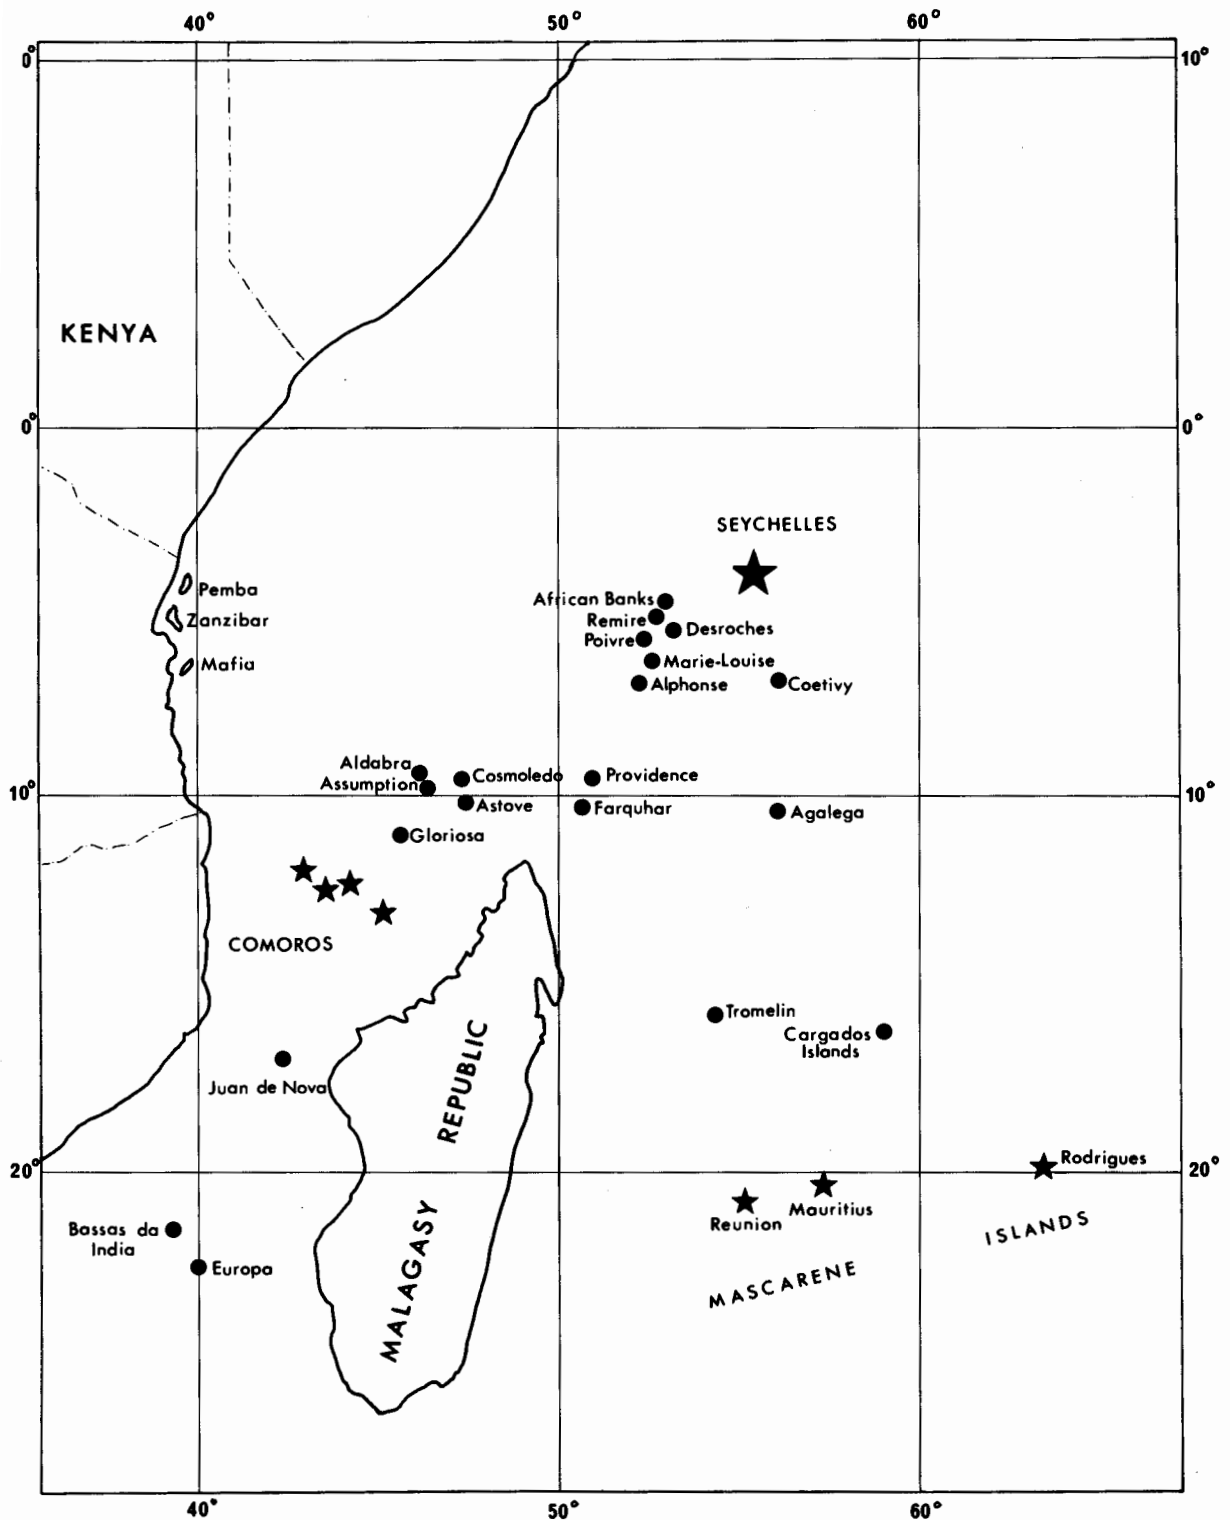 40°
50°
60°
0°
10°
KENYA
0°
0°
SEYCHELLES
Pemba
African Banks
Zanzibar
Remire
Desroches
Poivre
Mafia
Marie-Louise
Alphonse
Coetivy
Aldabra
Cosmoledo
Providence
Assumption
10°
10°
Astove
Farquhar
Agalega
Gloriosa
COMOROS
Tromelin
Cargados
Islands
Juan de Nova
MALAGASY REPUBLIC
Rodrigues
20°
20°
Mauritius
Reunion
Bassas da
India
Europa
MASCARENE ISLANDS
40°
50°
60°